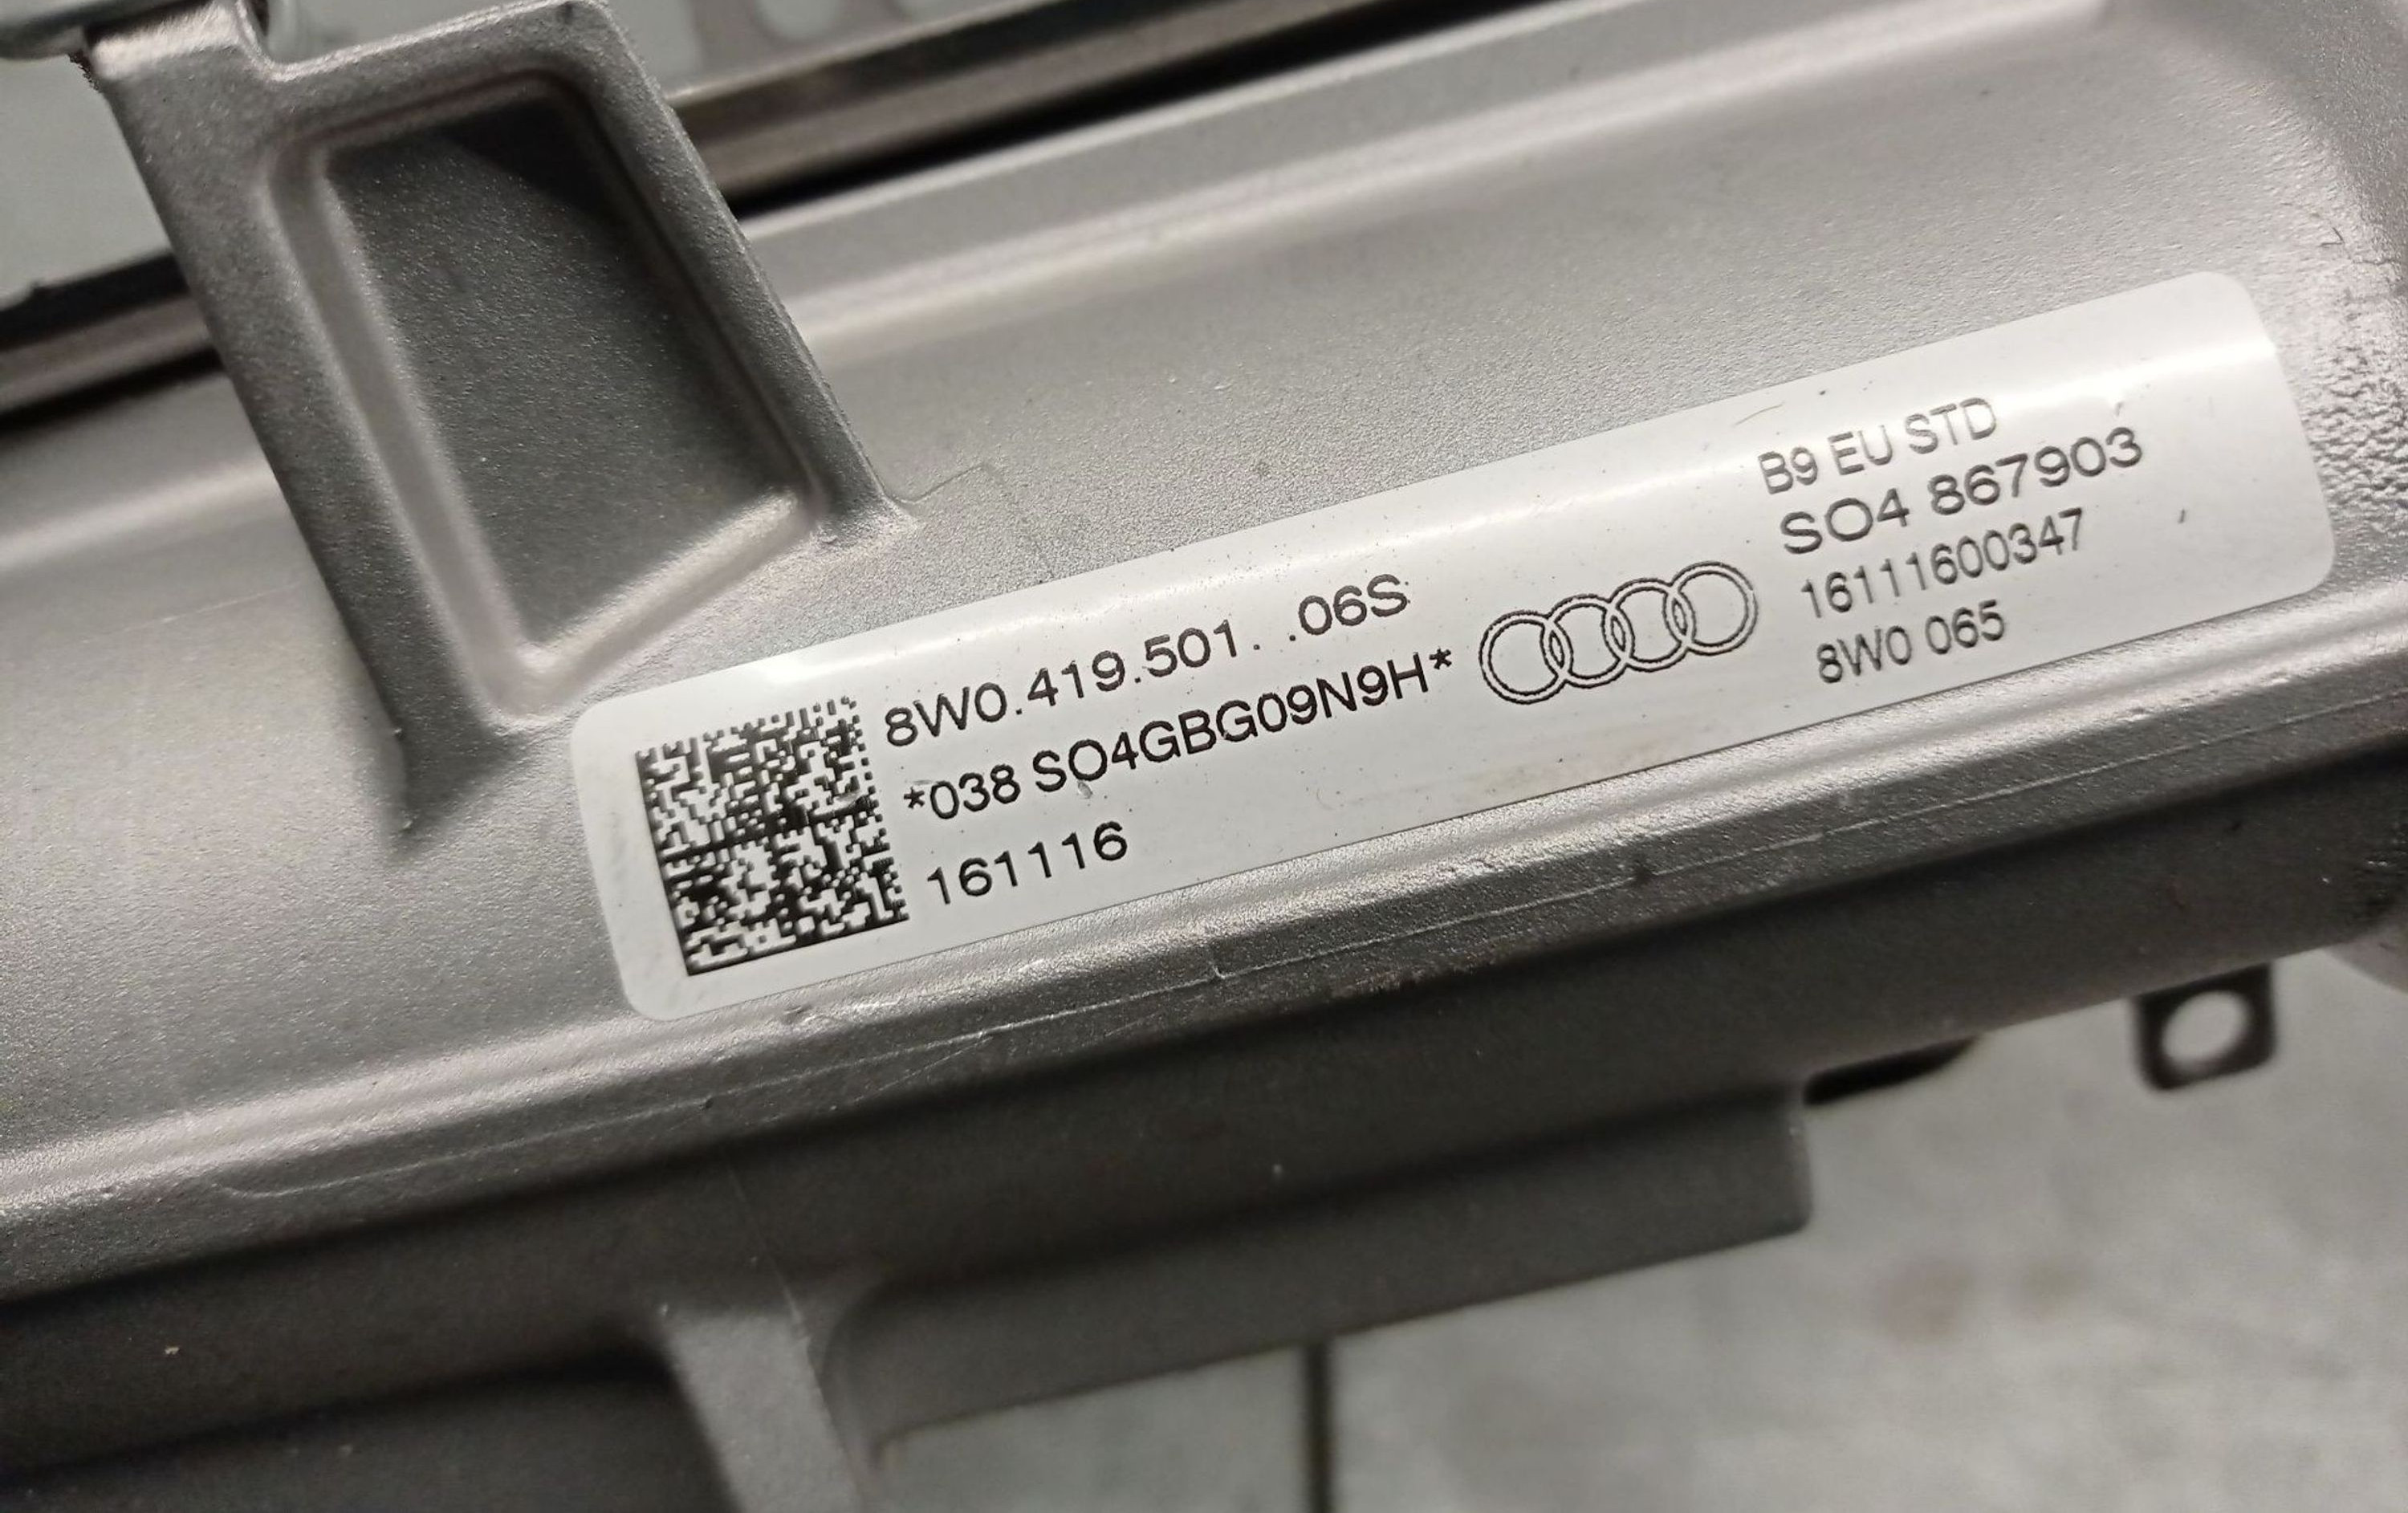 8W0.419.501. .06S
*038 SO4GBG09N9H*
161116
B9 EU STD
SO4 867903
16111600347
8W0 065